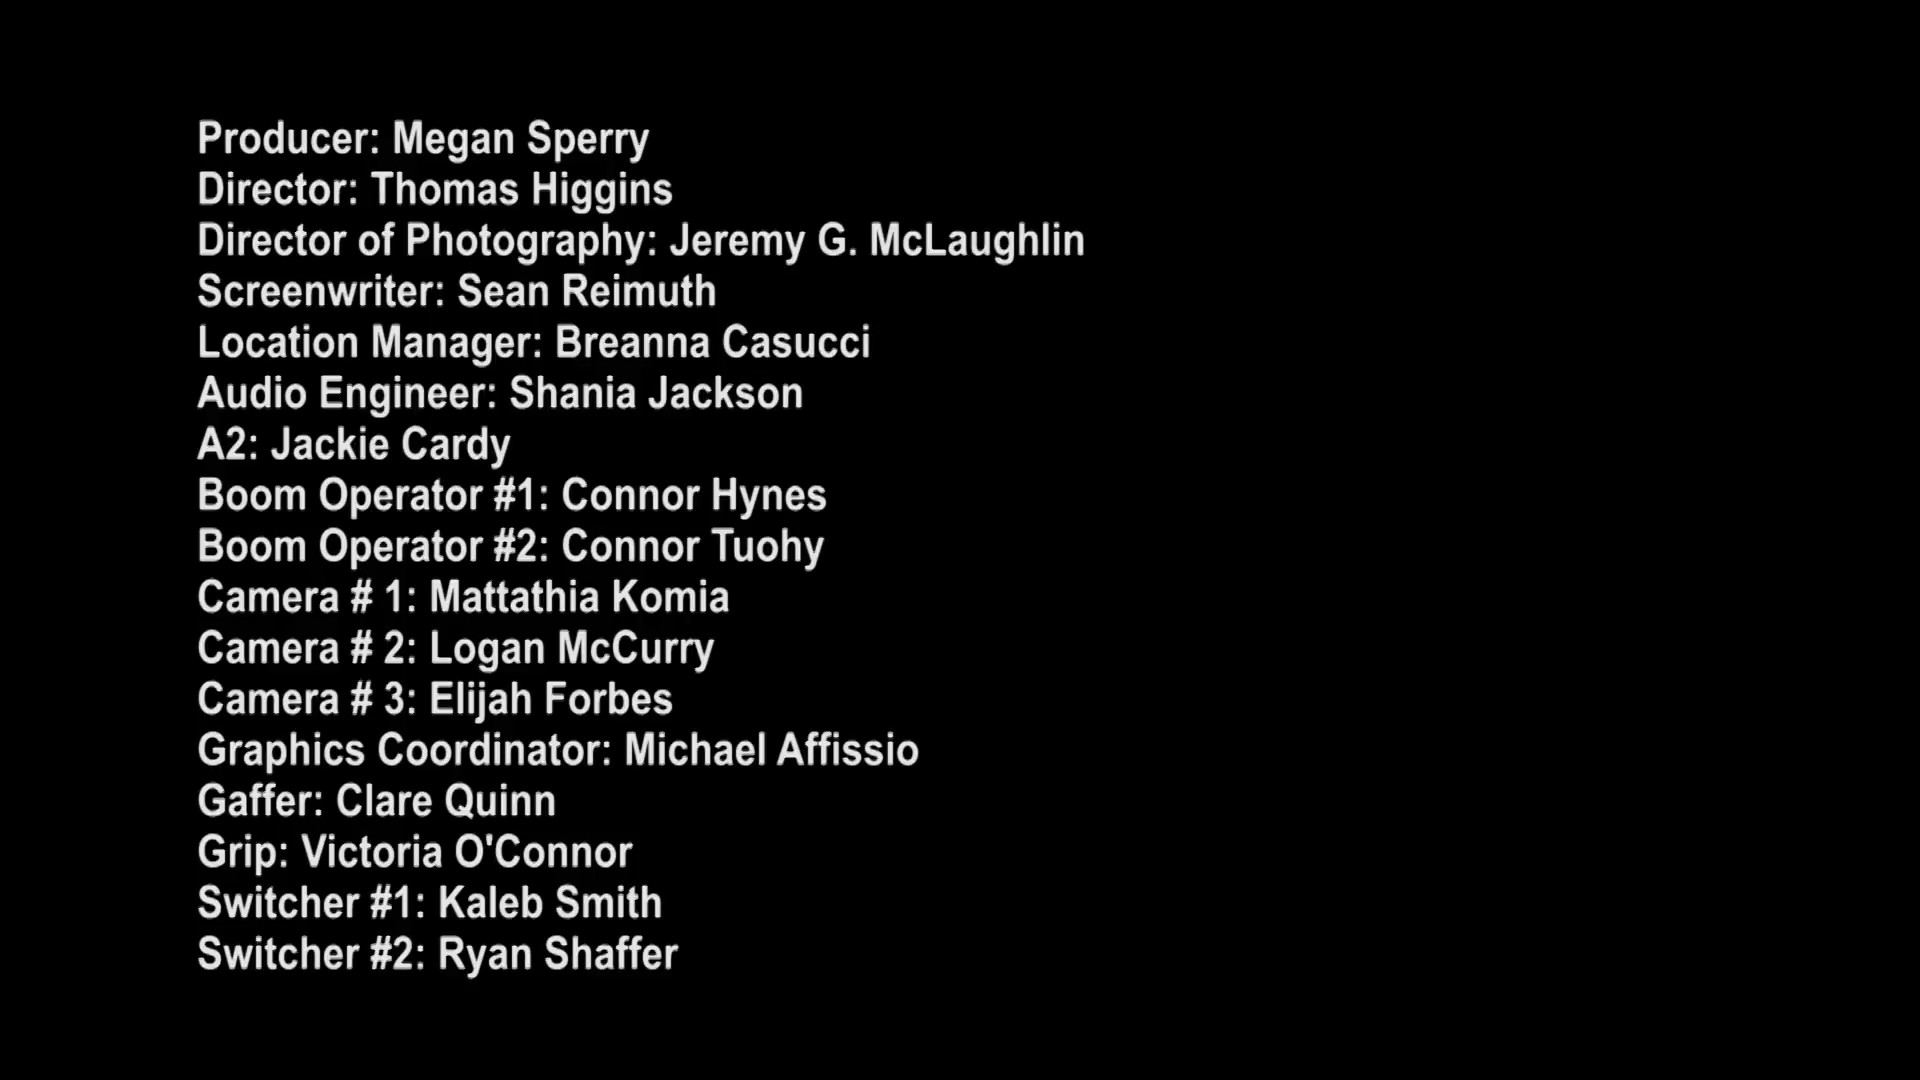 Producer: Megan Sperry
Director: Thomas Higgins
Director of Photography: Jeremy G. McLaughlin
Screenwriter: Sean Reimuth
Location Manager: Breanna Casucci
Audio Engineer: Shania Jackson
A2: Jackie Cardy
Boom Operator #1: Connor Hynes
Boom Operator #2: Connor Tuohy
Camera # 1: Mattathia Komia
Camera # 2: Logan McCurry
Camera # 3: Elijah Forbes
Graphics Coordinator: Michael Affissio
Gaffer: Clare Quinn
Grip: Victoria O'Connor
Switcher #1: Kaleb Smith
Switcher #2: Ryan Shaffer